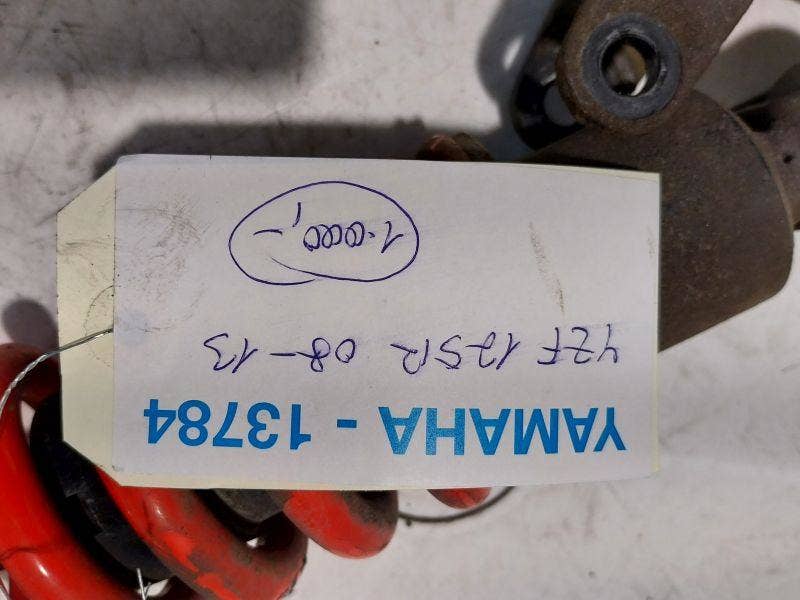 YAMAHA - 13784
YZF 125R 08-13
1.000,-